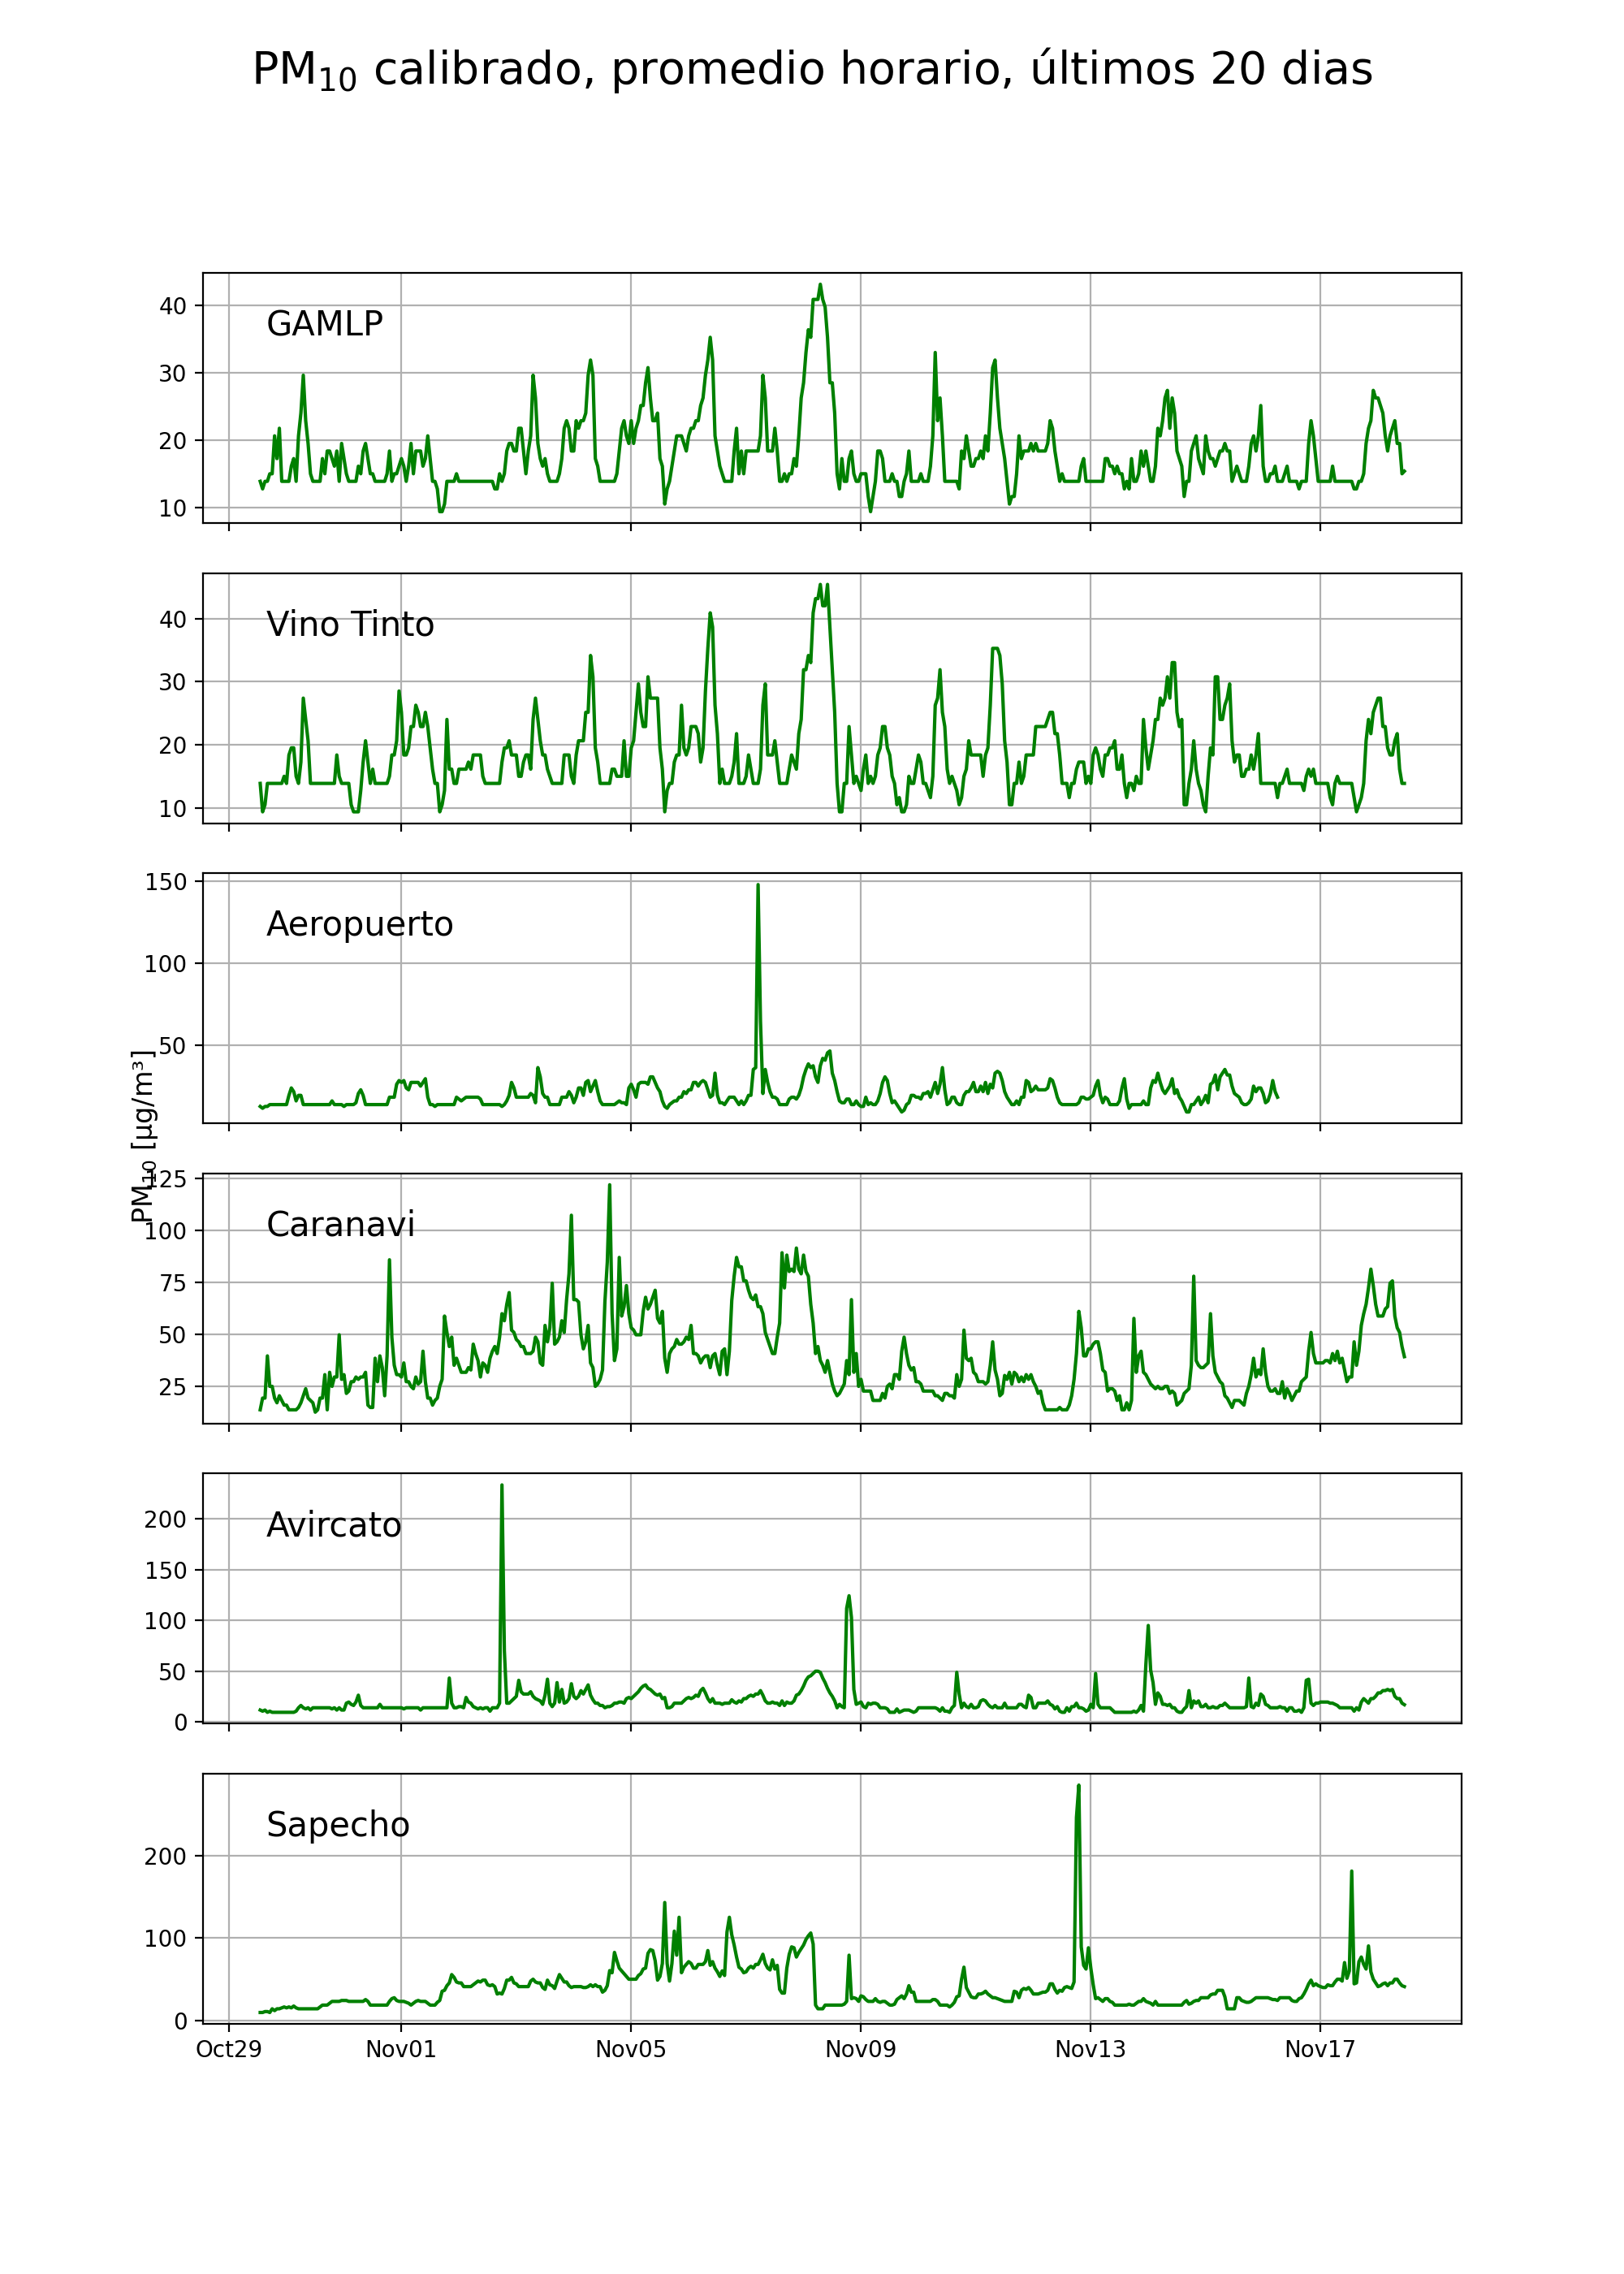 PM₁₀ calibrado, promedio horario, últimos 20 dias
40
GAMLP
30
20
10
40
Vino Tinto
30
20
10
150
Aeropuerto
100
50
PM₁₀ [µg/m³]
125
Caranavi
100
75
50
25
200
Avircato
150
100
50
0
Sapecho
200
100
0
Oct29 Nov01 Nov05 Nov09 Nov13 Nov17